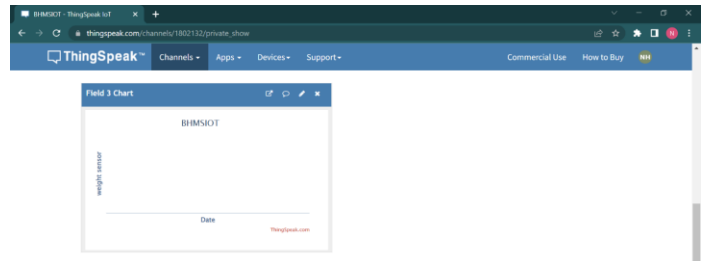 BHMSIOT - ThingSpeak IoT
thingspeak.com/channels/1802132/private_show
N
ThingSpeak™ Channels Apps Devices Support Commercial Use How to Buy NH
Field 3 Chart
BHMSIOT
weight sensor
Date
ThingSpeak.com